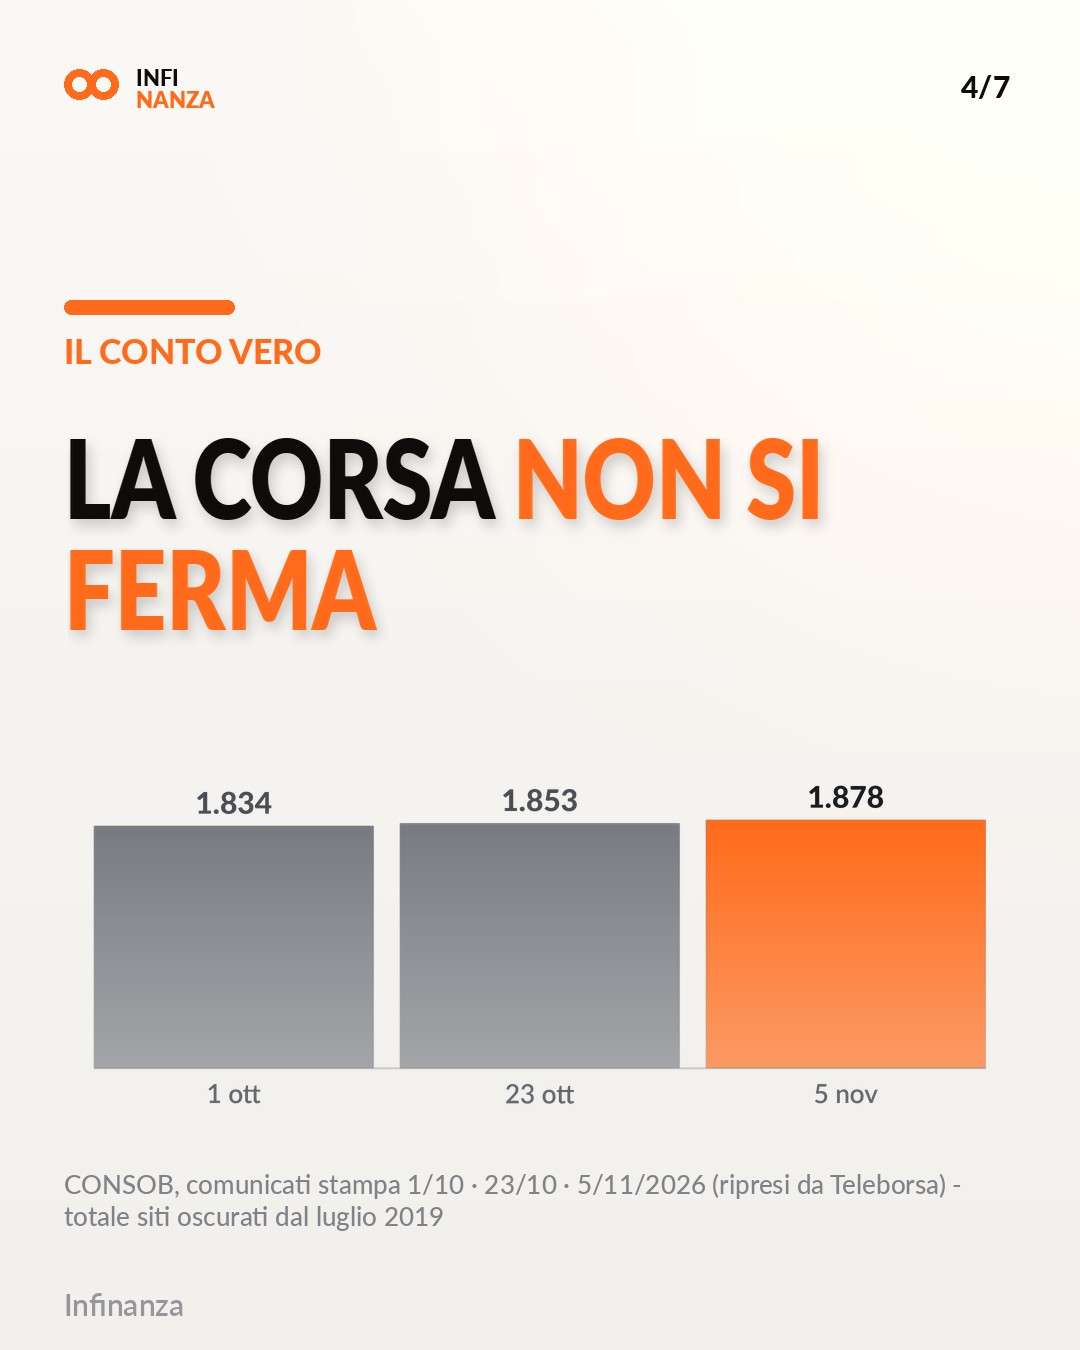 INFI
NANZA
4/7
IL CONTO VERO
LA CORSA NON SI
FERMA
1.834
1.853
1.878
1 ott
23 ott
5 nov
CONSOB, comunicati stampa 1/10 · 23/10 · 5/11/2026 (ripresi da Teleborsa) -
totale siti oscurati dal luglio 2019
Infinanza